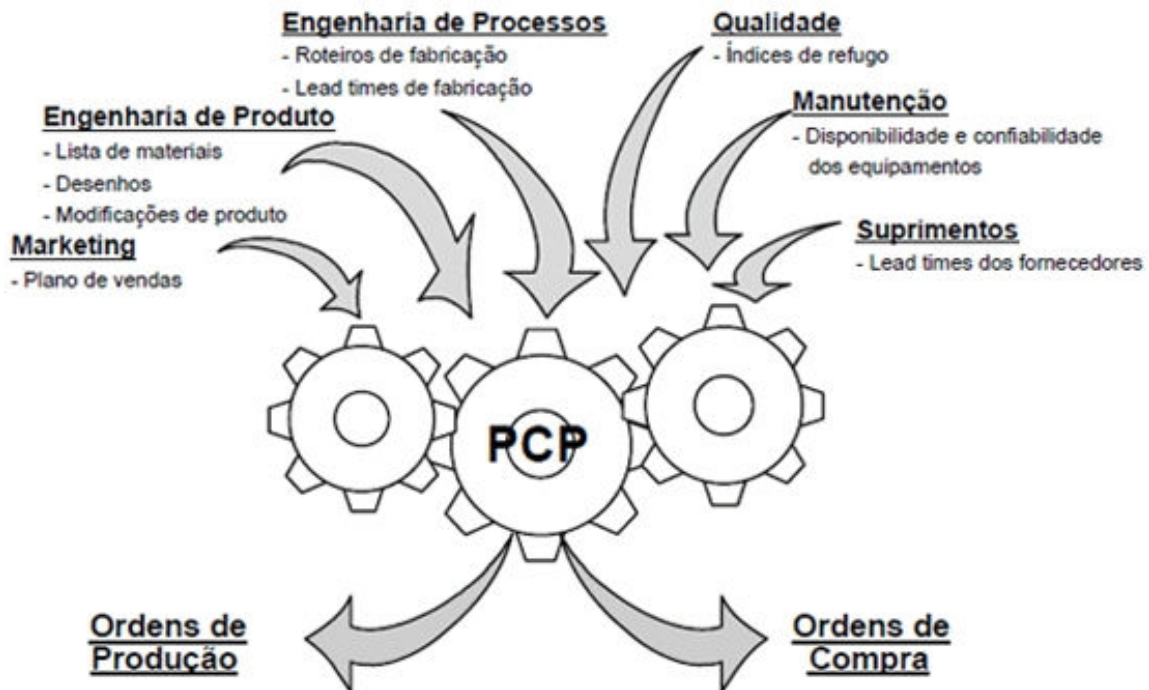 Engenharia de Processos
- Roteiros de fabricação
- Lead times de fabricação
Qualidade
- Índices de refugo
Engenharia de Produto
- Lista de materiais
- Desenhos
- Modificações de produto
Manutenção
- Disponibilidade e confiabilidade
dos equipamentos
Marketing
- Plano de vendas
Suprimentos
- Lead times dos fornecedores
PCP
Ordens de
Produção
Ordens de
Compra